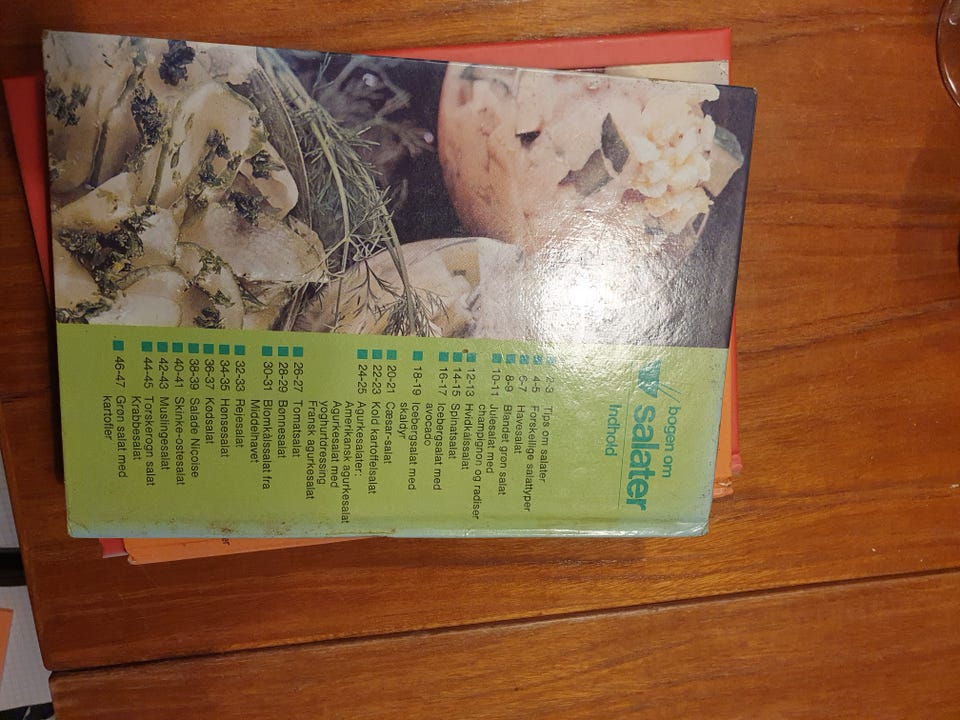 bogen om
salater
Indhold
2-3 Tips om salater
4-5 Forskellige salattyper
6-7 Havesalat
8-9 Blandet grøn salat
10-11 Julesalat med
champignon og radiser
12-13 Hvidkålssalat
14-15 Spinatsalat
16-17 Icebergsalat med
avocado
18-19 Icebergsalat med
skaldyr
20-21 Cæsar-salat
22-23 Kold kartoffelsalat
24-25 Agurkesalater:
Amerikansk agurkesalat
Agurkesalat med
yoghurtdressing
Fransk agurkesalat
26-27 Tomatsalat
28-29 Bønnesalat
30-31 Blomkålssalat fra
Middelhavet
32-33 Rejesalat
34-35 Hønsesalat
36-37 Kødsalat
38-39 Salade Niçoise
40-41 Skinke-ostesalat
42-43 Muslingesalat
44-45 Torskerogn salat
Krabbesalat
46-47 Grøn salat med
kartofler